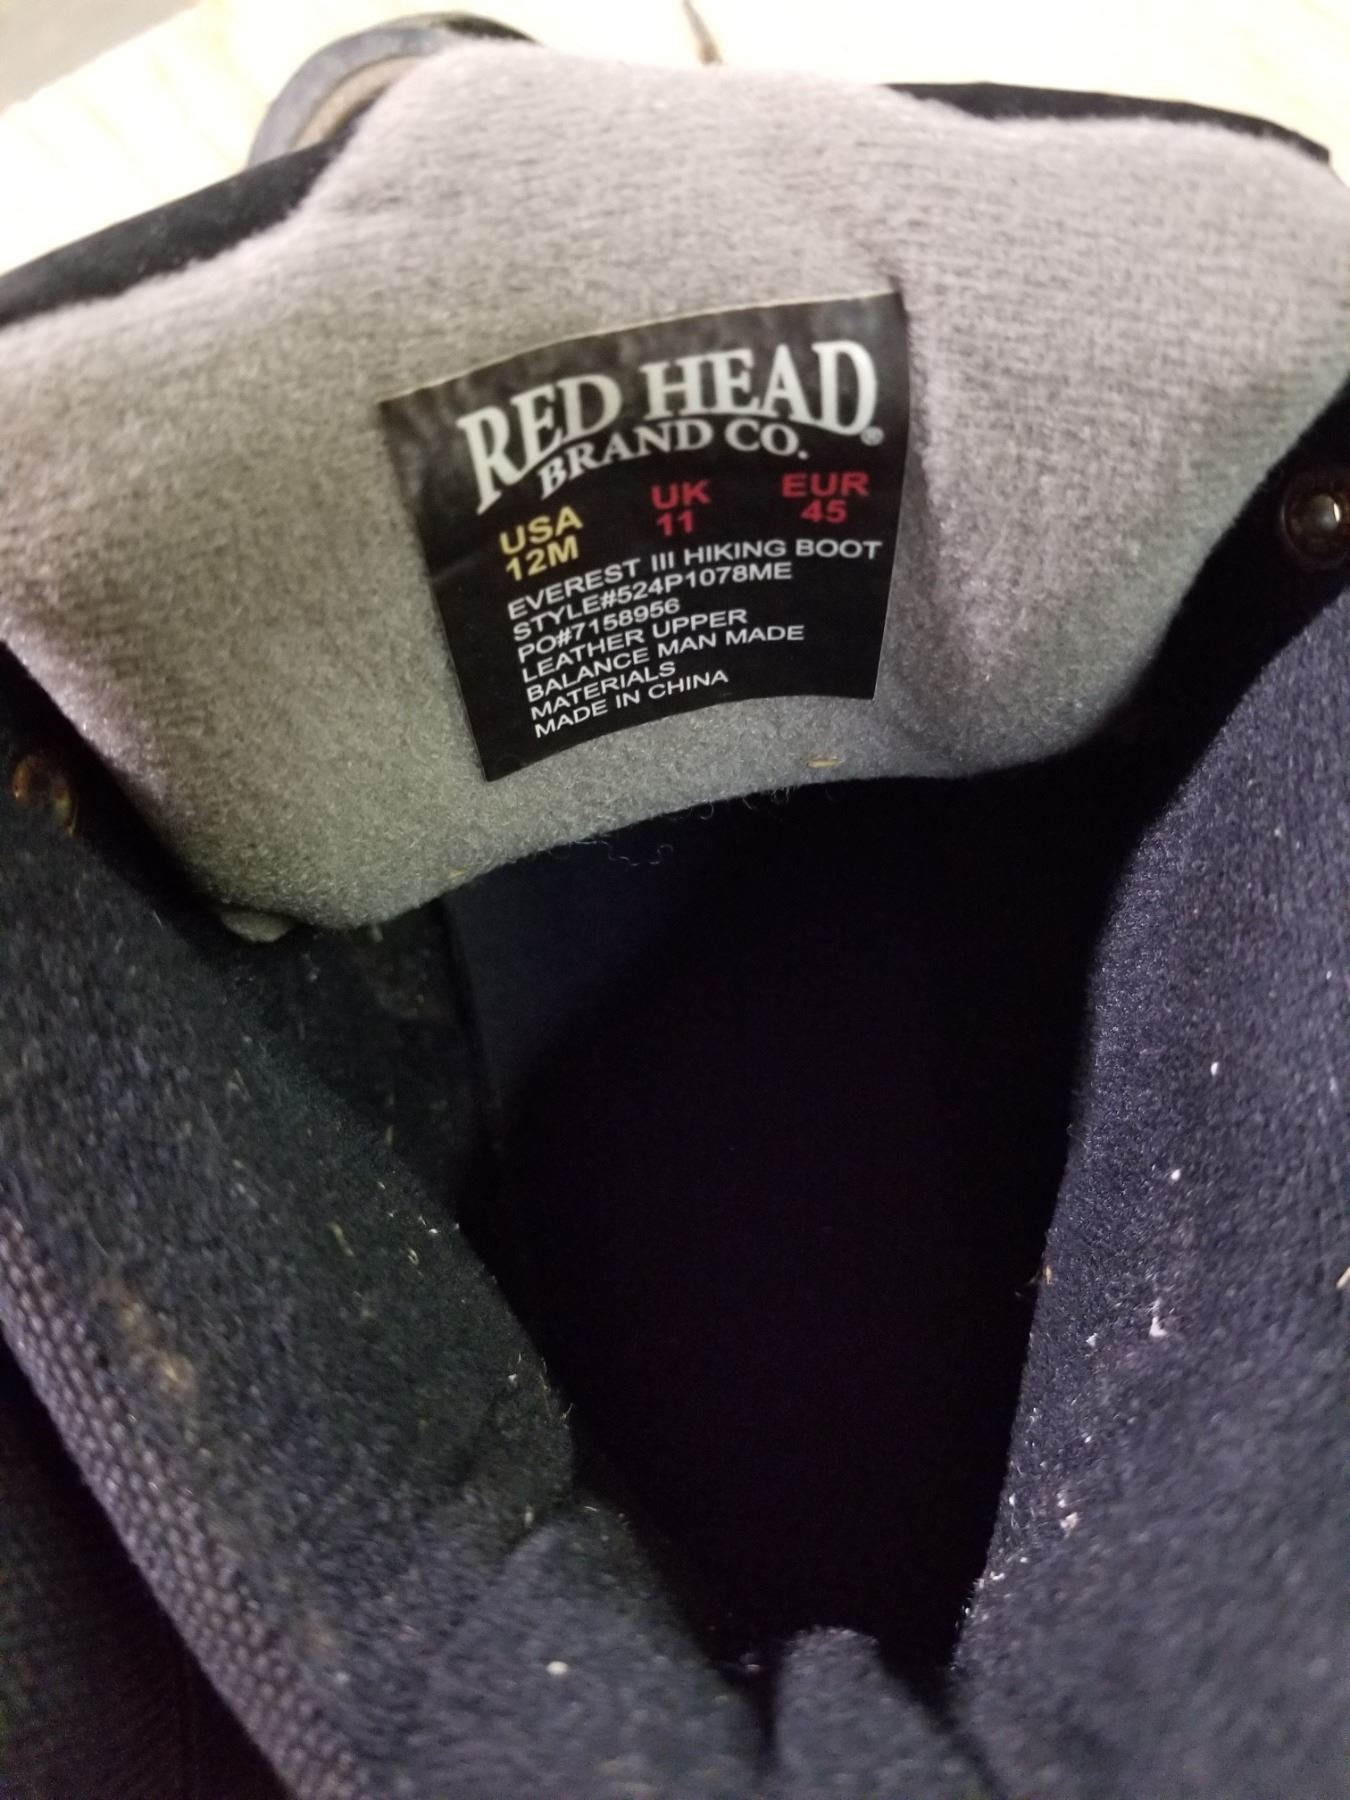 RED HEAD®
BRAND CO.
USA UK EUR
12M 11 45
EVEREST III HIKING BOOT
STYLE#524P1078ME
PO#7158956
LEATHER UPPER
BALANCE MAN MADE
MATERIALS
MADE IN CHINA